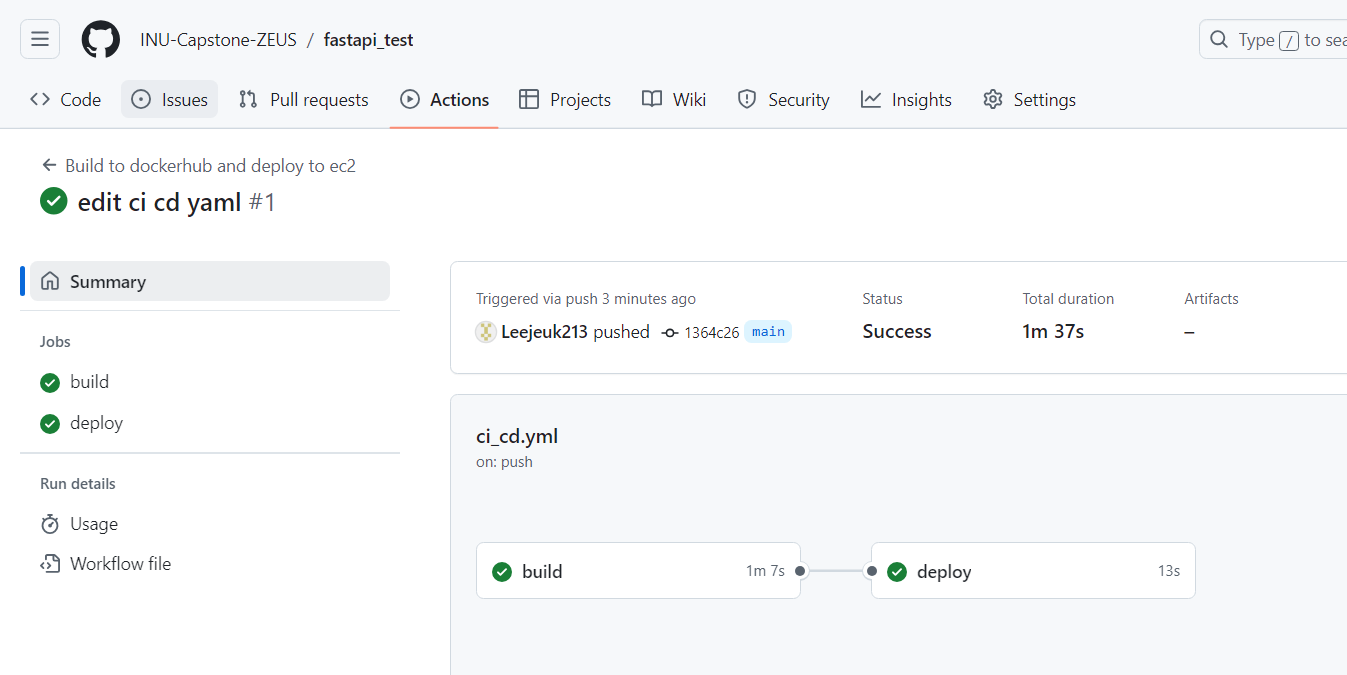 INU-Capstone-ZEUS / fastapi_test
Type / to sea
Code Issues Pull requests Actions Projects Wiki Security Insights Settings
← Build to dockerhub and deploy to ec2
edit ci cd yaml #1
Summary
Jobs
build
deploy
Run details
Usage
Workflow file
Triggered via push 3 minutes ago
Leejeuk213 pushed 1364c26 main
Status
Success
Total duration
1m 37s
Artifacts
–
ci_cd.yml
on: push
build 1m 7s
deploy 13s